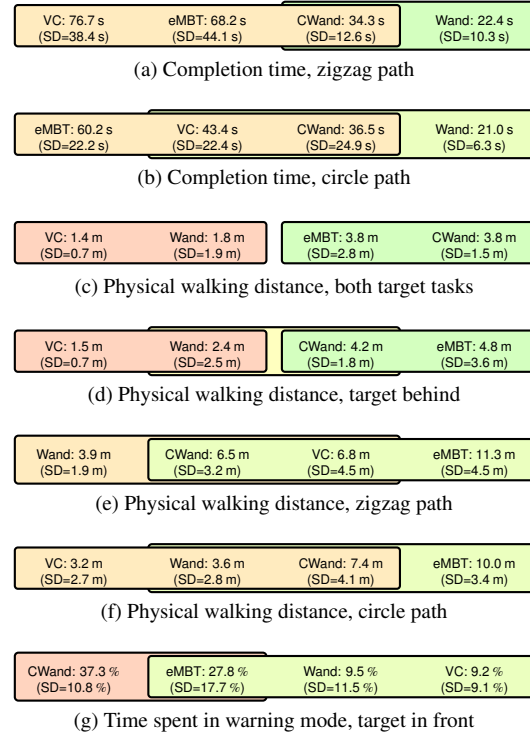 VC: 76.7 s eMBT: 68.2 s CWand: 34.3 s Wand: 22.4 s
(SD=38.4 s) (SD=44.1 s) (SD=12.6 s) (SD=10.3 s)
(a) Completion time, zigzag path
eMBT: 60.2 s VC: 43.4 s CWand: 36.5 s Wand: 21.0 s
(SD=22.2 s) (SD=22.4 s) (SD=24.9 s) (SD=6.3 s)
(b) Completion time, circle path
VC: 1.4 m Wand: 1.8 m eMBT: 3.8 m CWand: 3.8 m
(SD=0.7 m) (SD=1.9 m) (SD=2.8 m) (SD=1.5 m)
(c) Physical walking distance, both target tasks
VC: 1.5 m Wand: 2.4 m CWand: 4.2 m eMBT: 4.8 m
(SD=0.7 m) (SD=2.5 m) (SD=1.8 m) (SD=3.6 m)
(d) Physical walking distance, target behind
Wand: 3.9 m CWand: 6.5 m VC: 6.8 m eMBT: 11.3 m
(SD=1.9 m) (SD=3.2 m) (SD=4.5 m) (SD=4.5 m)
(e) Physical walking distance, zigzag path
VC: 3.2 m Wand: 3.6 m CWand: 7.4 m eMBT: 10.0 m
(SD=2.7 m) (SD=2.8 m) (SD=4.1 m) (SD=3.4 m)
(f) Physical walking distance, circle path
CWand: 37.3 % eMBT: 27.8 % Wand: 9.5 % VC: 9.2 %
(SD=10.8 %) (SD=17.7 %) (SD=11.5 %) (SD=9.1 %)
(g) Time spent in warning mode, target in front